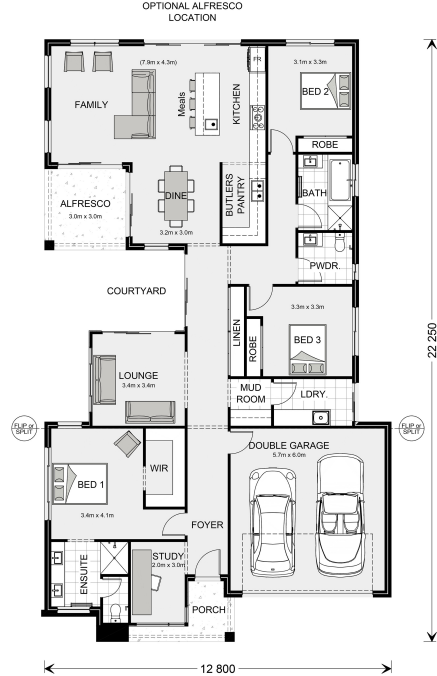 OPTIONAL ALFRESCO
LOCATION
(7.9m x 4.3m)
FAMILY
Meals
KITCHEN
FR
3.1m x 3.3m
BED 2
ROBE
BATH
ALFRESCO
3.0m x 3.0m
DINE
3.2m x 3.0m
BUTLERS
PANTRY
PWDR.
COURTYARD
3.3m x 3.3m
BED 3
LINEN
ROBE
22 250
LOUNGE
3.4m x 3.4m
MUD
ROOM
LDRY.
FLIP or
SPLIT
FLIP or
SPLIT
DOUBLE GARAGE
5.7m x 6.0m
BED 1
3.4m x 4.1m
WIR
FOYER
ENSUITE
STUDY
2.0m x 3.0m
PORCH
12 800